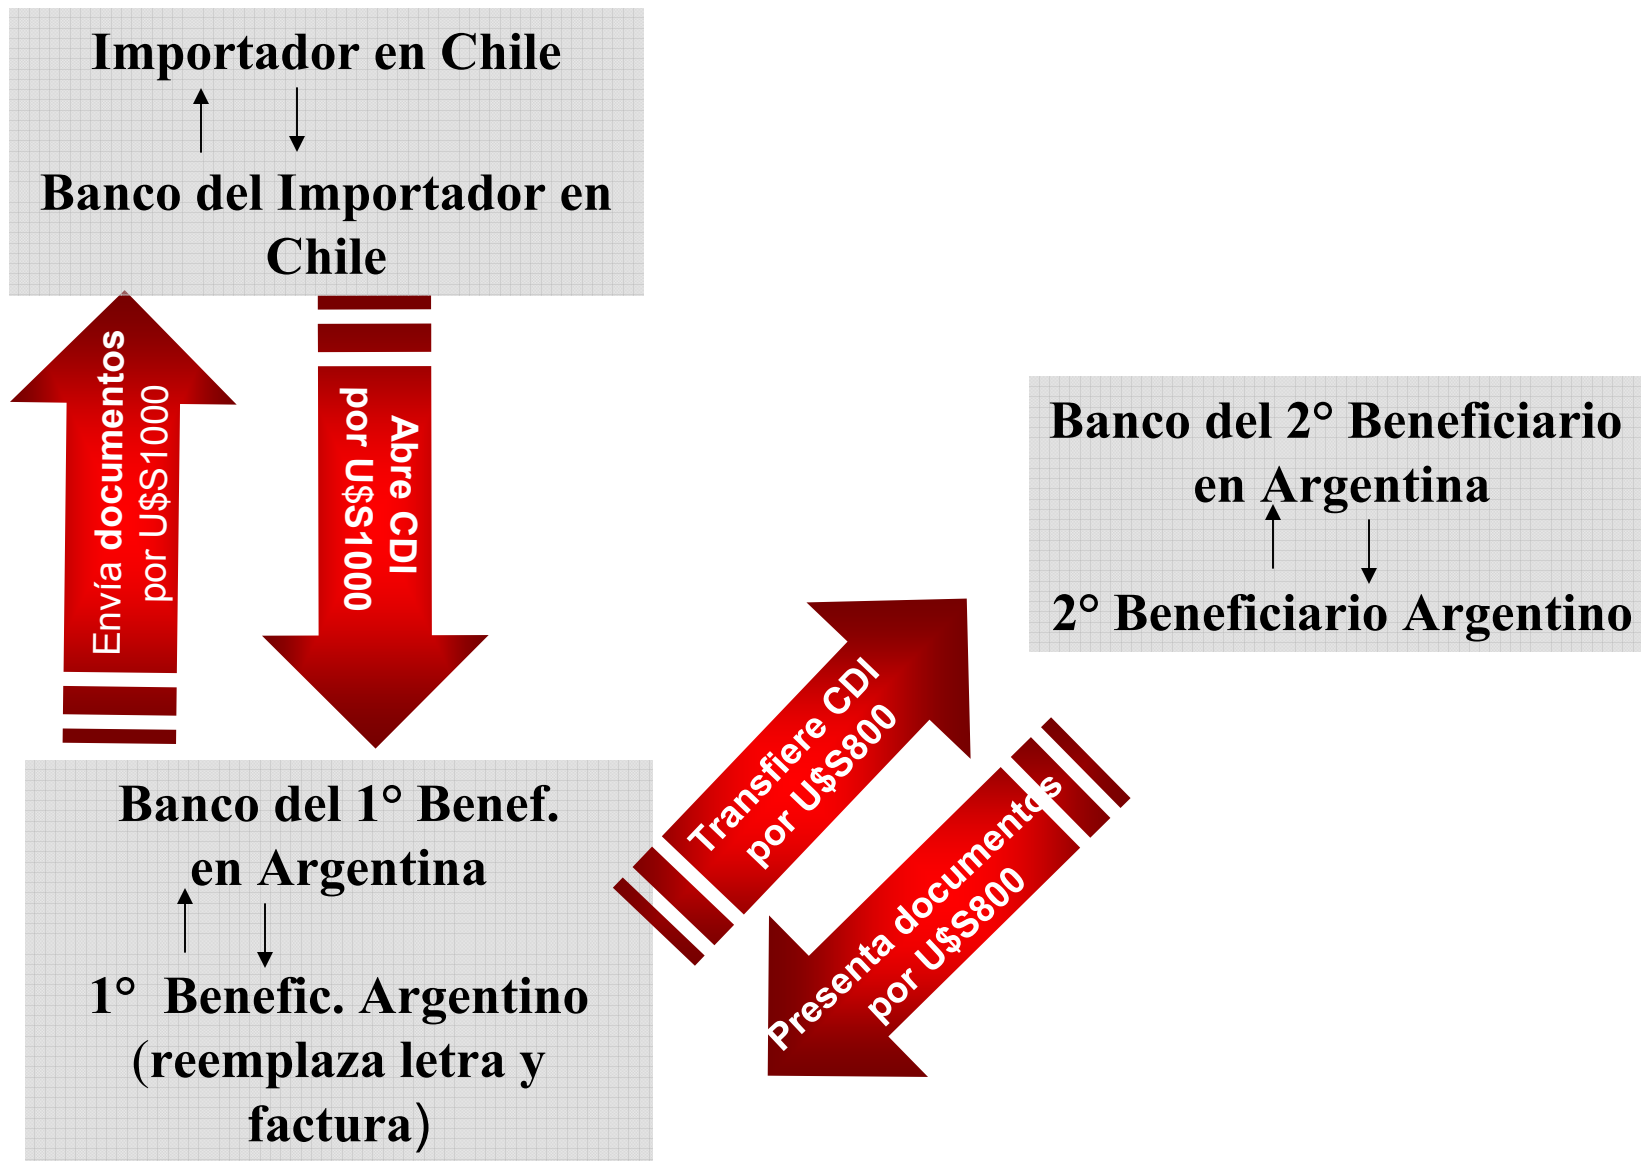 Importador en Chile
Banco del Importador en
Chile
Envía documentos
por U$S1000
Abre CDI
por U$S1000
Banco del 2° Beneficiario
en Argentina
2° Beneficiario Argentino
Transfiere CDI
por U$S800
Presenta documentos
por U$S800
Banco del 1° Benef.
en Argentina
1° Benefic. Argentino
(reemplaza letra y
factura)